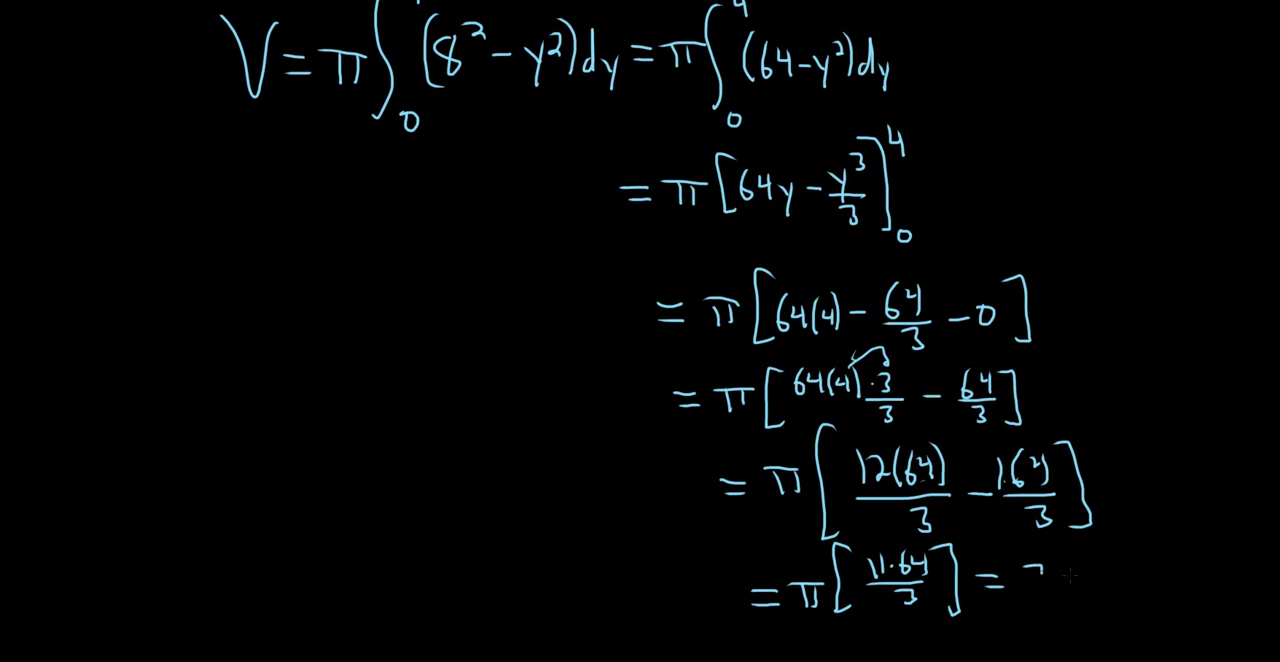 V = π ∫₀⁴ (8² − y²)dy = π ∫₀ (64 − y²)dy
= π[64y − y³/3]₀⁴
= π[64(4) − 64/3 − 0]
= π[64(4)·3/3 − 64/3]
= π[12(64)/3 − 1(64)/3]
= π[11·64/3] = 7